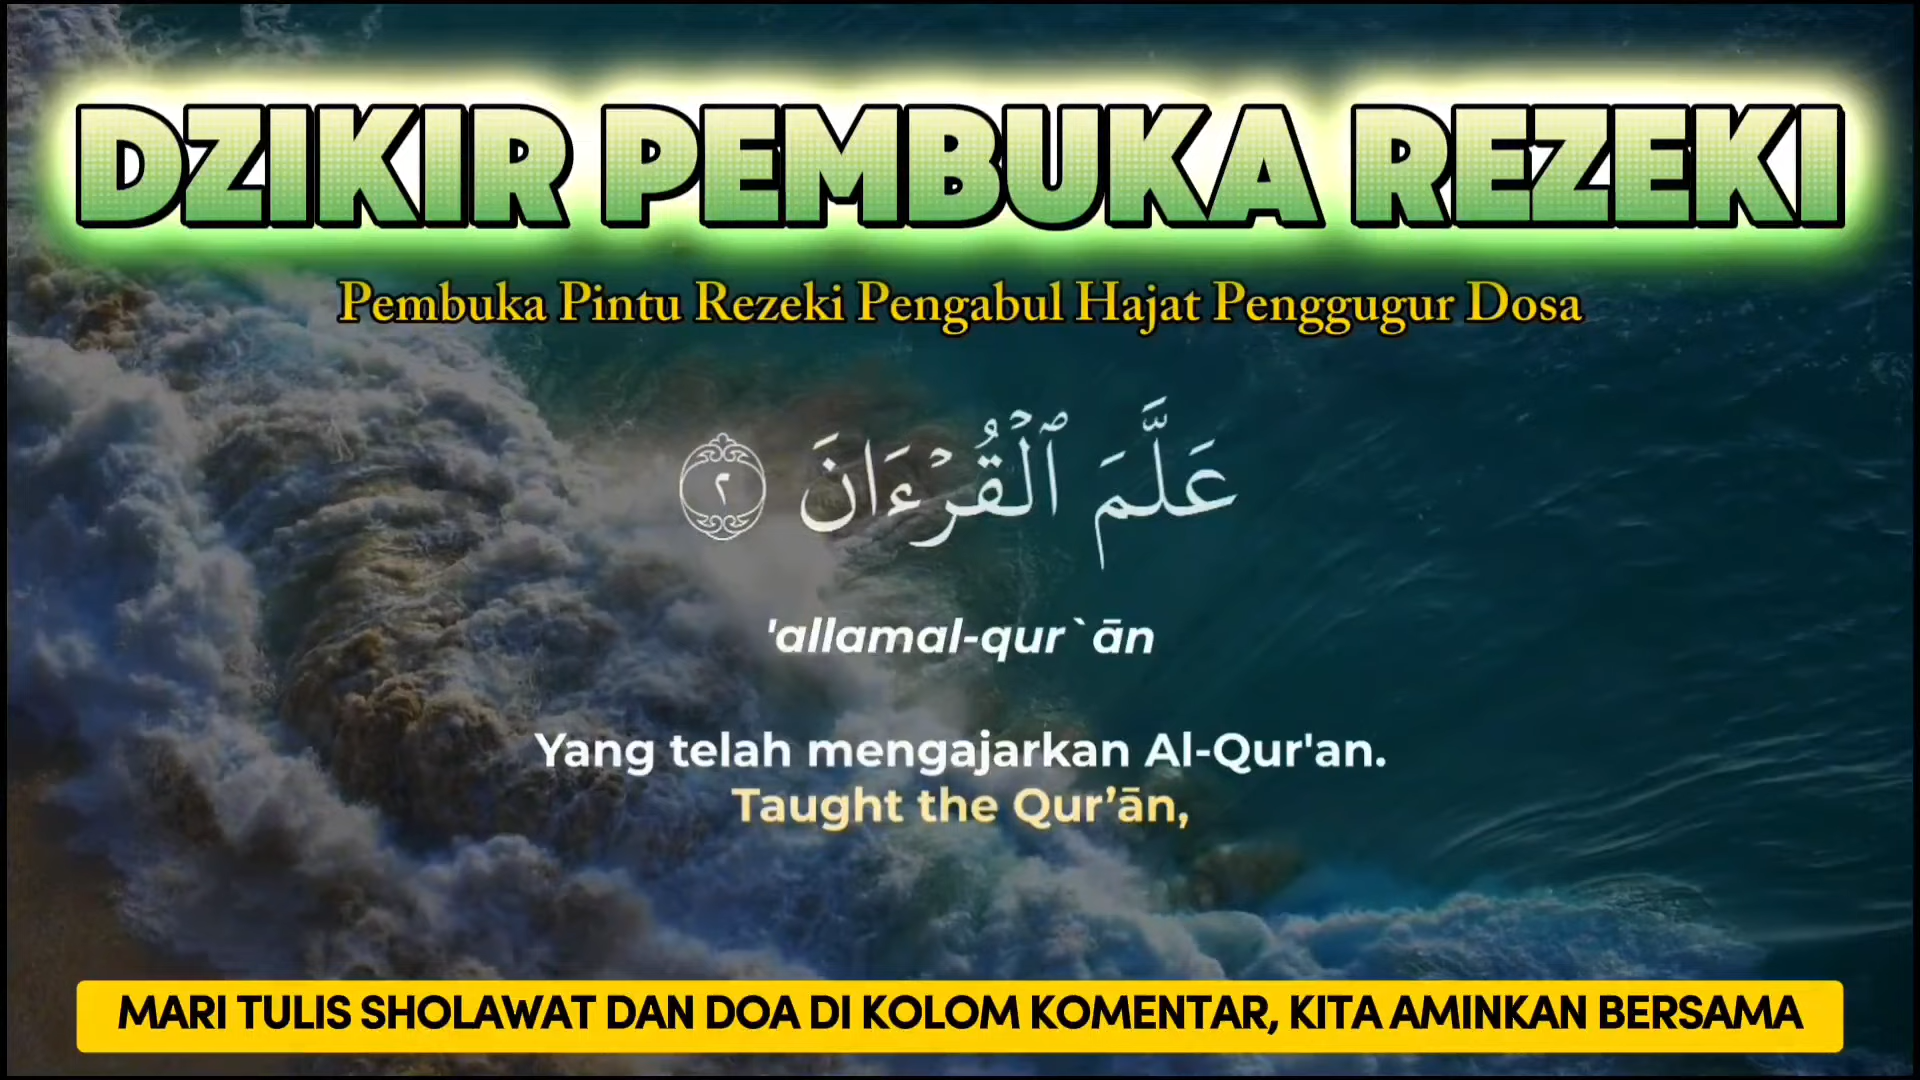 DZIKIR PEMBUKA REZEKI
Pembuka Pintu Rezeki Pengabul Hajat Penggugur Dosa
عَلَّمَ ٱلْقُرْءَانَ ٢
'allamal-qur`ān
Yang telah mengajarkan Al-Qur'an.
Taught the Qur’ān,
MARI TULIS SHOLAWAT DAN DOA DI KOLOM KOMENTAR, KITA AMINKAN BERSAMA